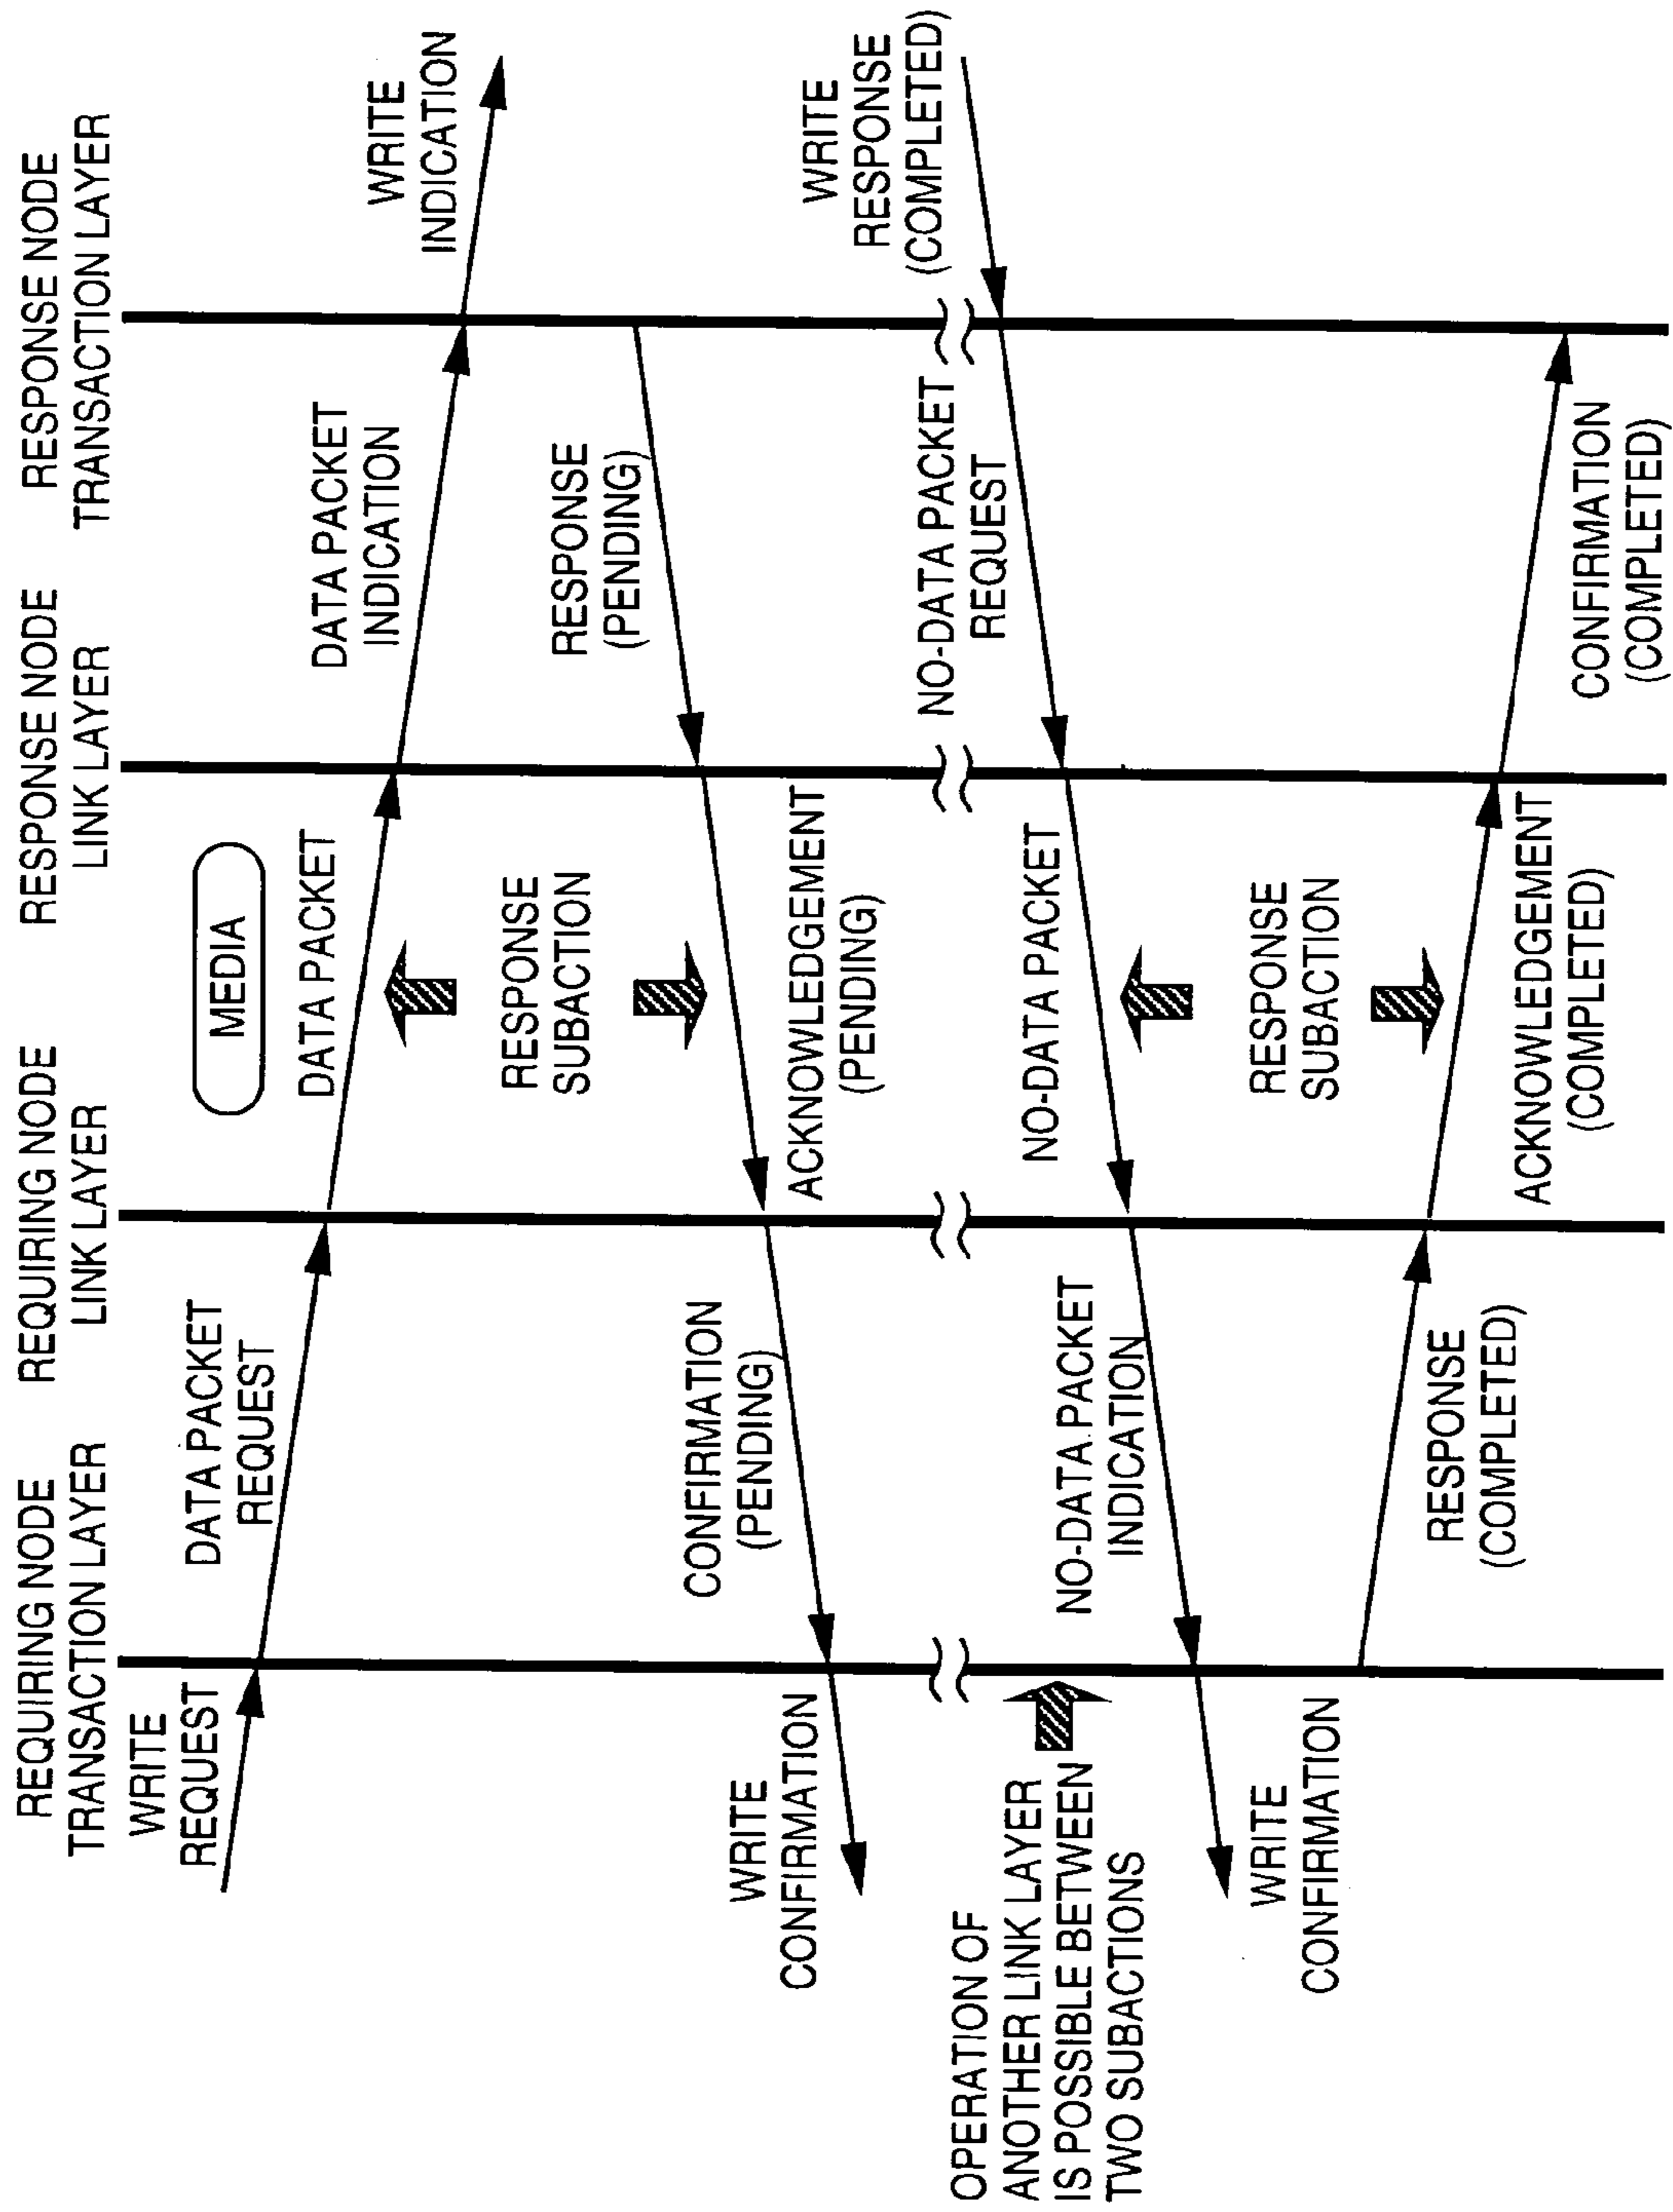 REQUIRING NODE
TRANSACTION LAYER
REQUIRING NODE
LINK LAYER
RESPONSE NODE
LINK LAYER
RESPONSE NODE
TRANSACTION LAYER
WRITE
REQUEST
DATA PACKET
REQUEST
MEDIA
DATA PACKET
DATA PACKET
INDICATION
WRITE
INDICATION
RESPONSE
SUBACTION
RESPONSE
(PENDING)
ACKNOWLEDGEMENT
(PENDING)
CONFIRMATION
(PENDING)
WRITE
CONFIRMATION
WRITE
RESPONSE
(COMPLETED)
NO-DATA PACKET
REQUEST
NO-DATA PACKET
NO-DATA PACKET
INDICATION
OPERATION OF
ANOTHER LINK LAYER
IS POSSIBLE BETWEEN
TWO SUBACTIONS
WRITE
CONFIRMATION
RESPONSE
SUBACTION
RESPONSE
(COMPLETED)
ACKNOWLEDGEMENT
(COMPLETED)
CONFIRMATION
(COMPLETED)